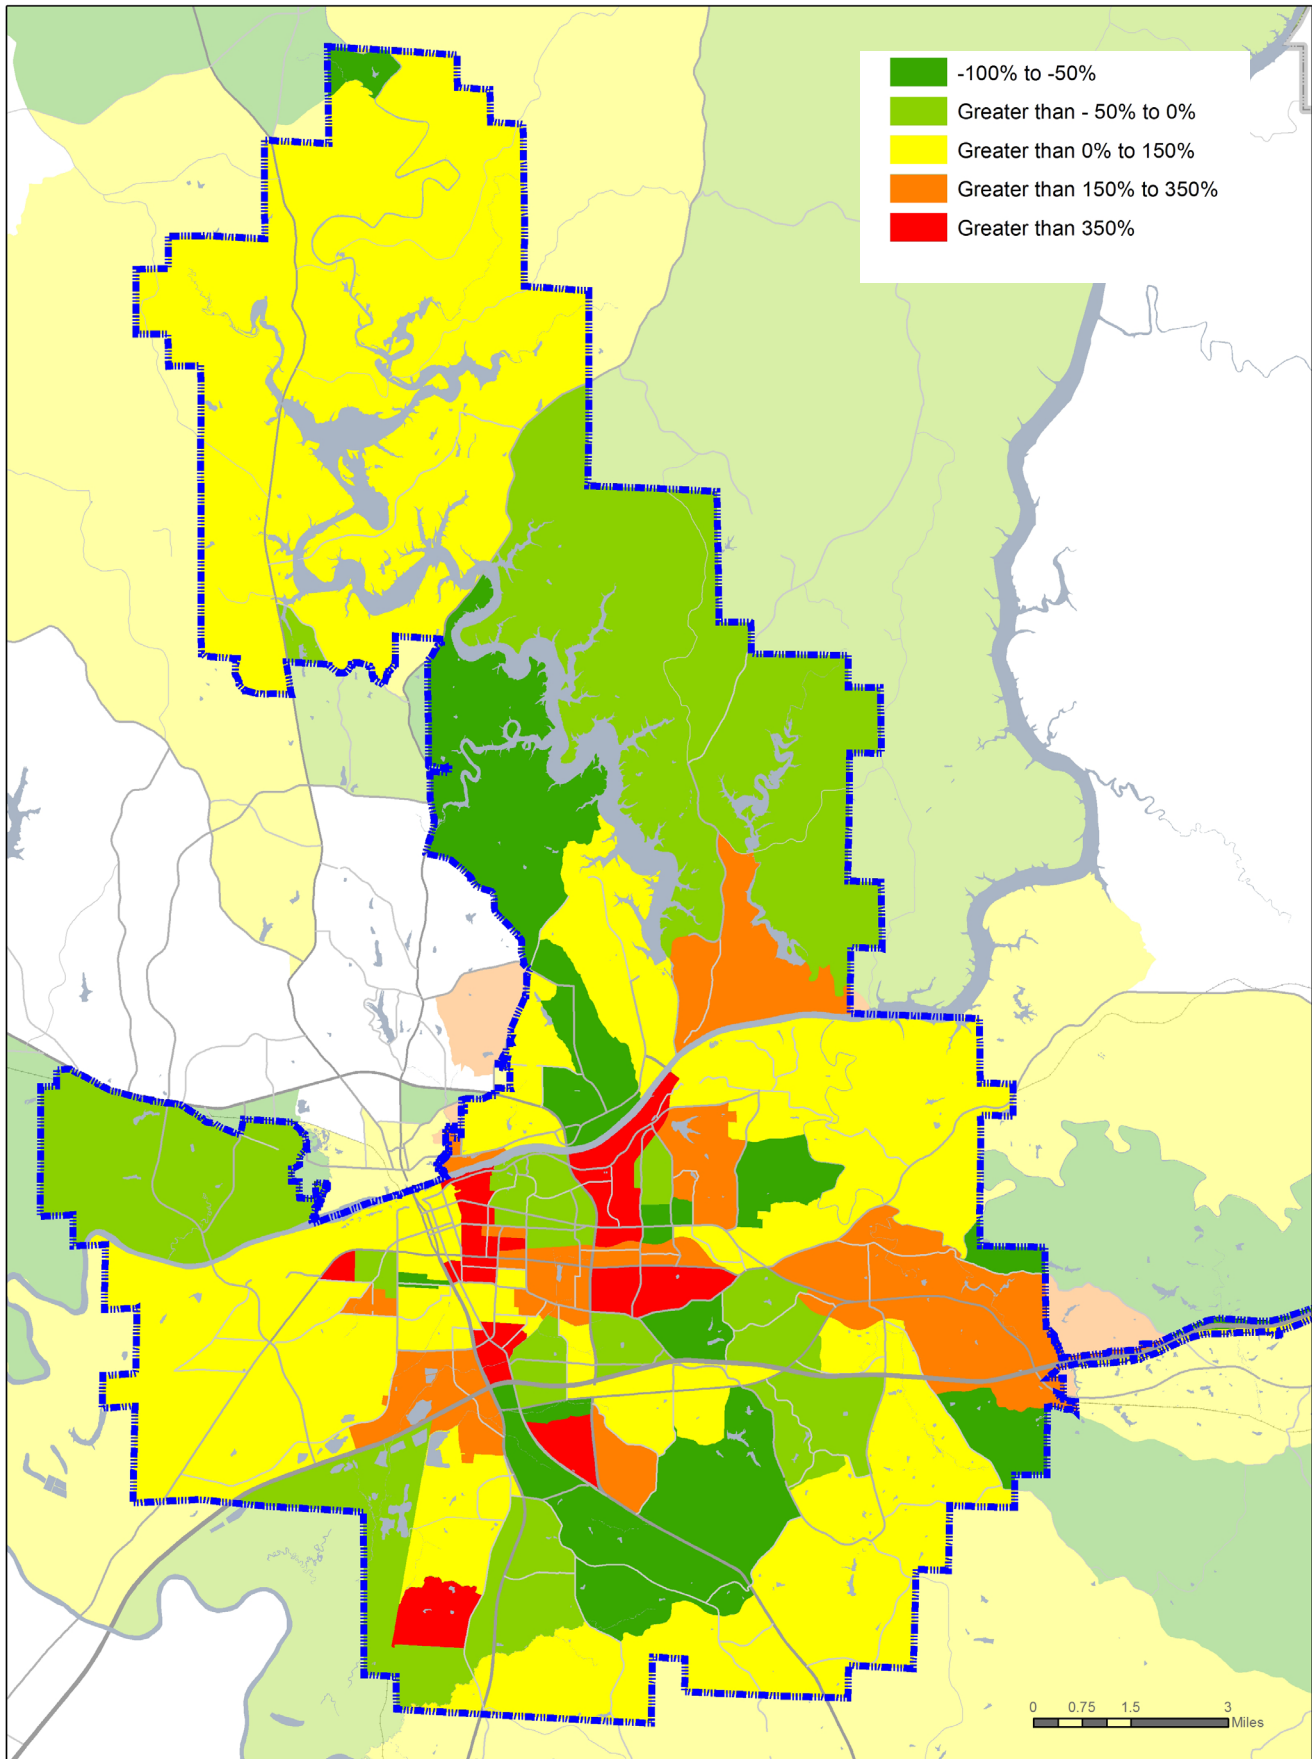 -100% to -50%
Greater than - 50% to 0%
Greater than 0% to 150%
Greater than 150% to 350%
Greater than 350%
0 0.75 1.5 3
Miles